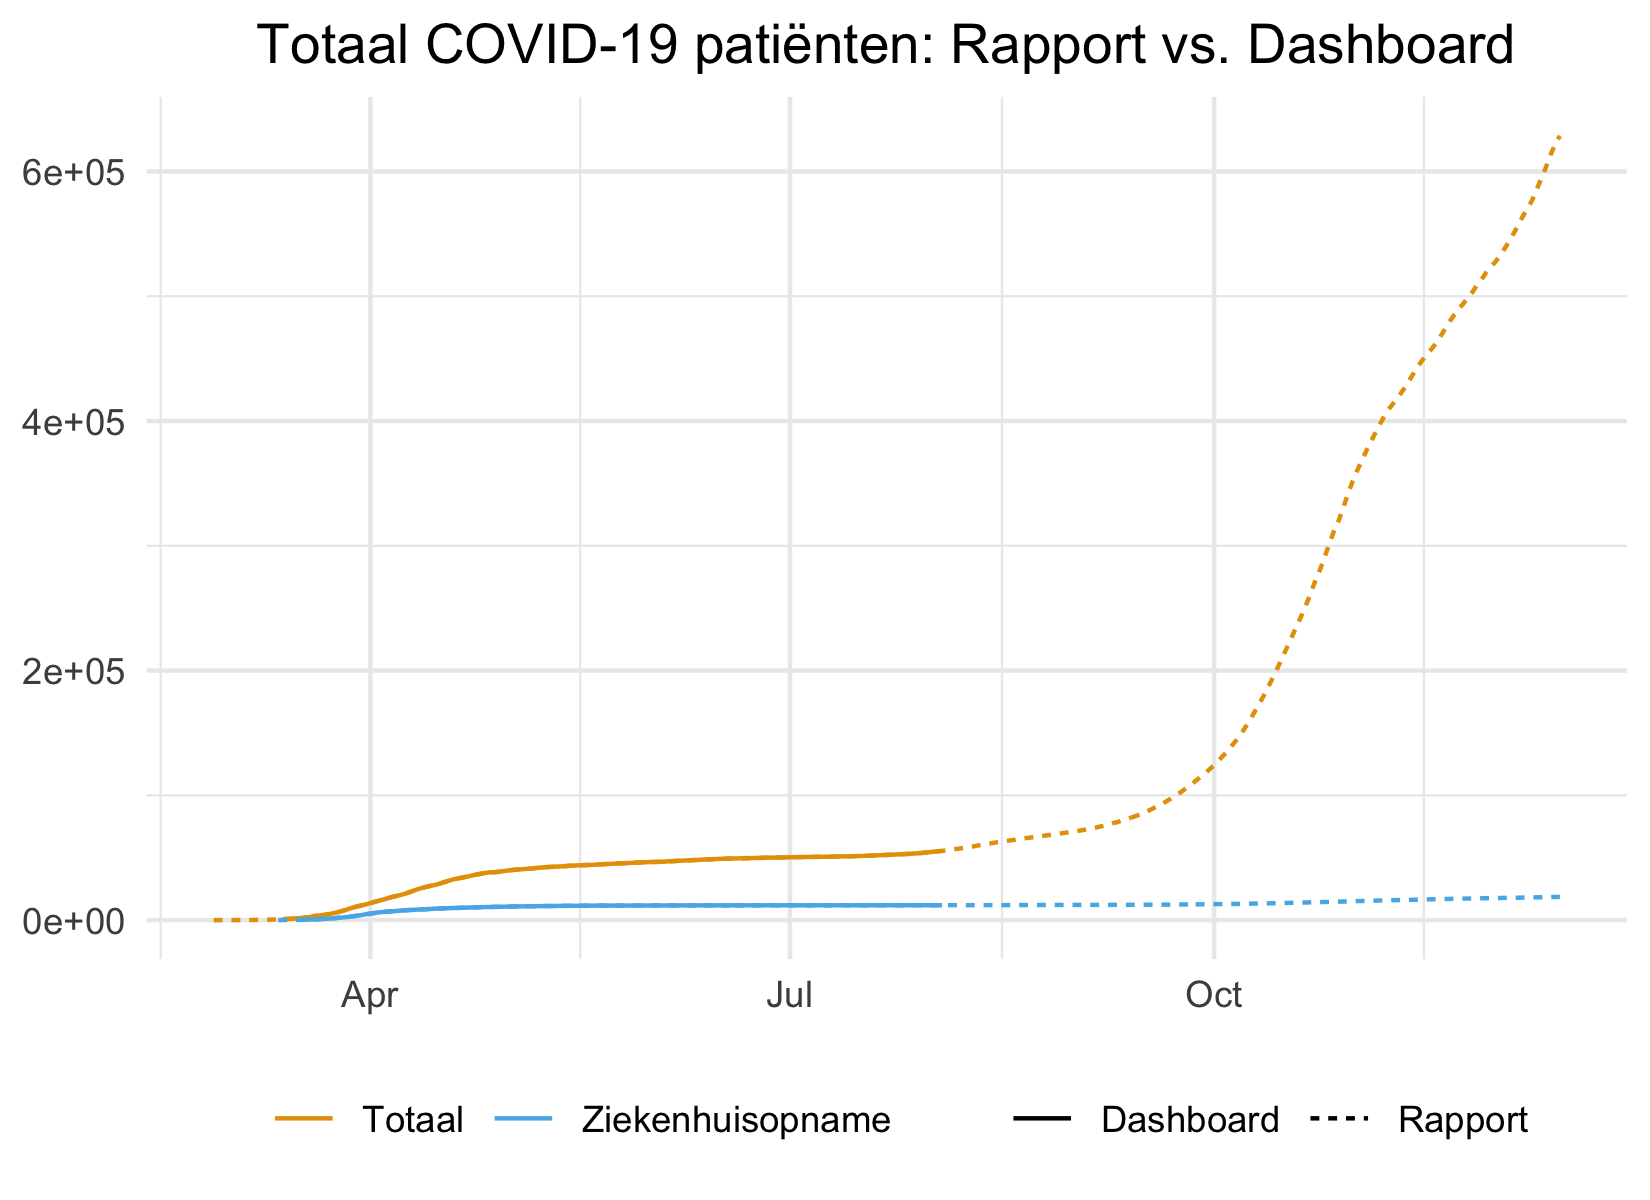 Totaal COVID-19 patiënten: Rapport vs. Dashboard
6e+05
4e+05
2e+05
0e+00
Apr Jul Oct
Totaal Ziekenhuisopname Dashboard Rapport